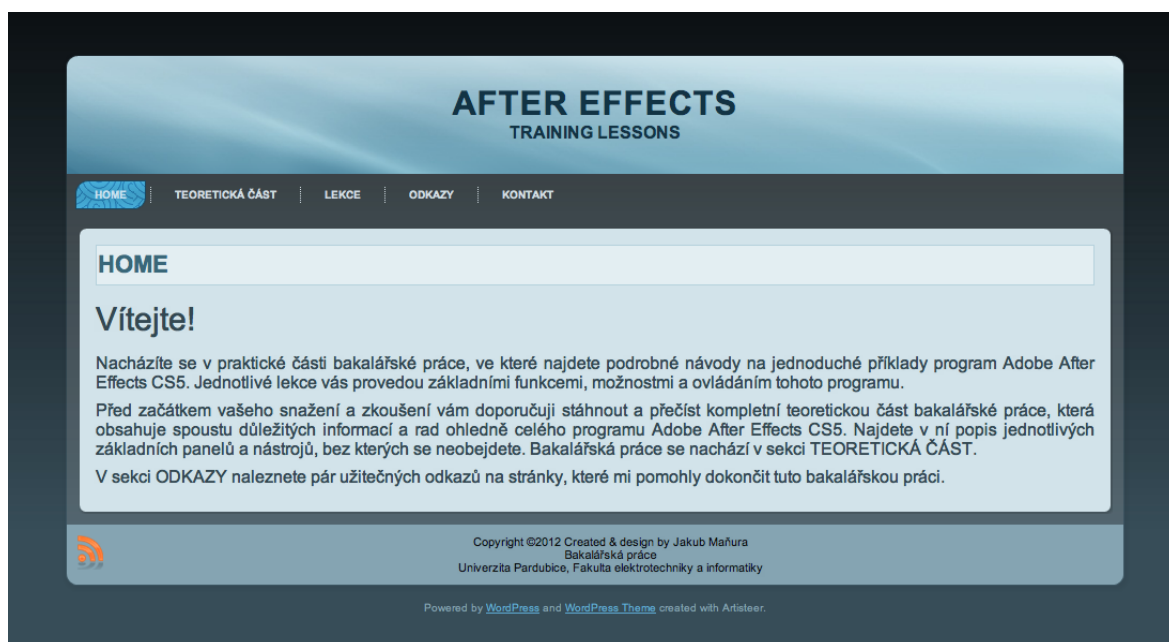 AFTER EFFECTS
TRAINING LESSONS
HOME
TEORETICKÁ ČÁST
LEKCE
ODKAZY
KONTAKT
HOME
Vítejte!
Nacházíte se v praktické části bakalářské práce, ve které najdete podrobné návody na jednoduché příklady program Adobe After
Effects CS5. Jednotlivé lekce vás provedou základními funkcemi, možnostmi a ovládáním tohoto programu.
Před začátkem vašeho snažení a zkoušení vám doporučuji stáhnout a přečíst kompletní teoretickou část bakalářské práce, která
obsahuje spoustu důležitých informací a rad ohledně celého programu Adobe After Effects CS5. Najdete v ní popis jednotlivých
základních panelů a nástrojů, bez kterých se neobejdete. Bakalářská práce se nachází v sekci TEORETICKÁ ČÁST.
V sekci ODKAZY naleznete pár užitečných odkazů na stránky, které mi pomohly dokončit tuto bakalářskou práci.
Copyright ©2012 Created & design by Jakub Maňura
Bakalářská práce
Univerzita Pardubice, Fakulta elektrotechniky a informatiky
Powered by WordPress and WordPress Theme created with Artisteer.